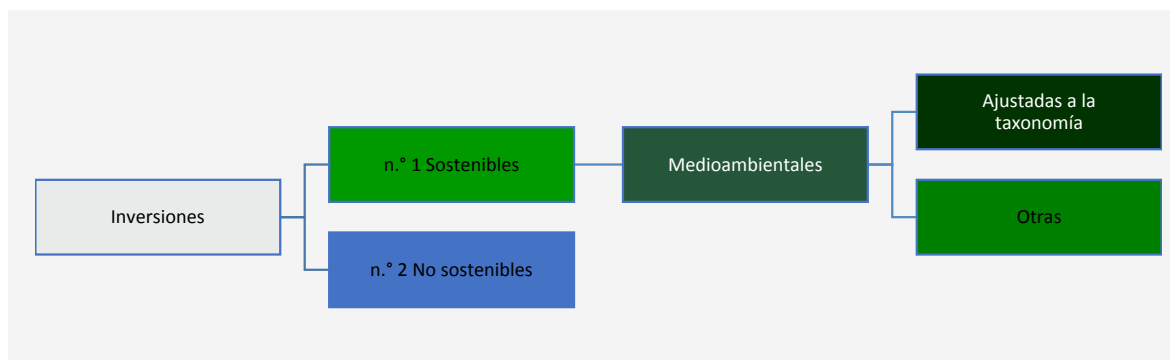 Inversiones
n.° 1 Sostenibles
n.° 2 No sostenibles
Medioambientales
Ajustadas a la
taxonomía
Otras